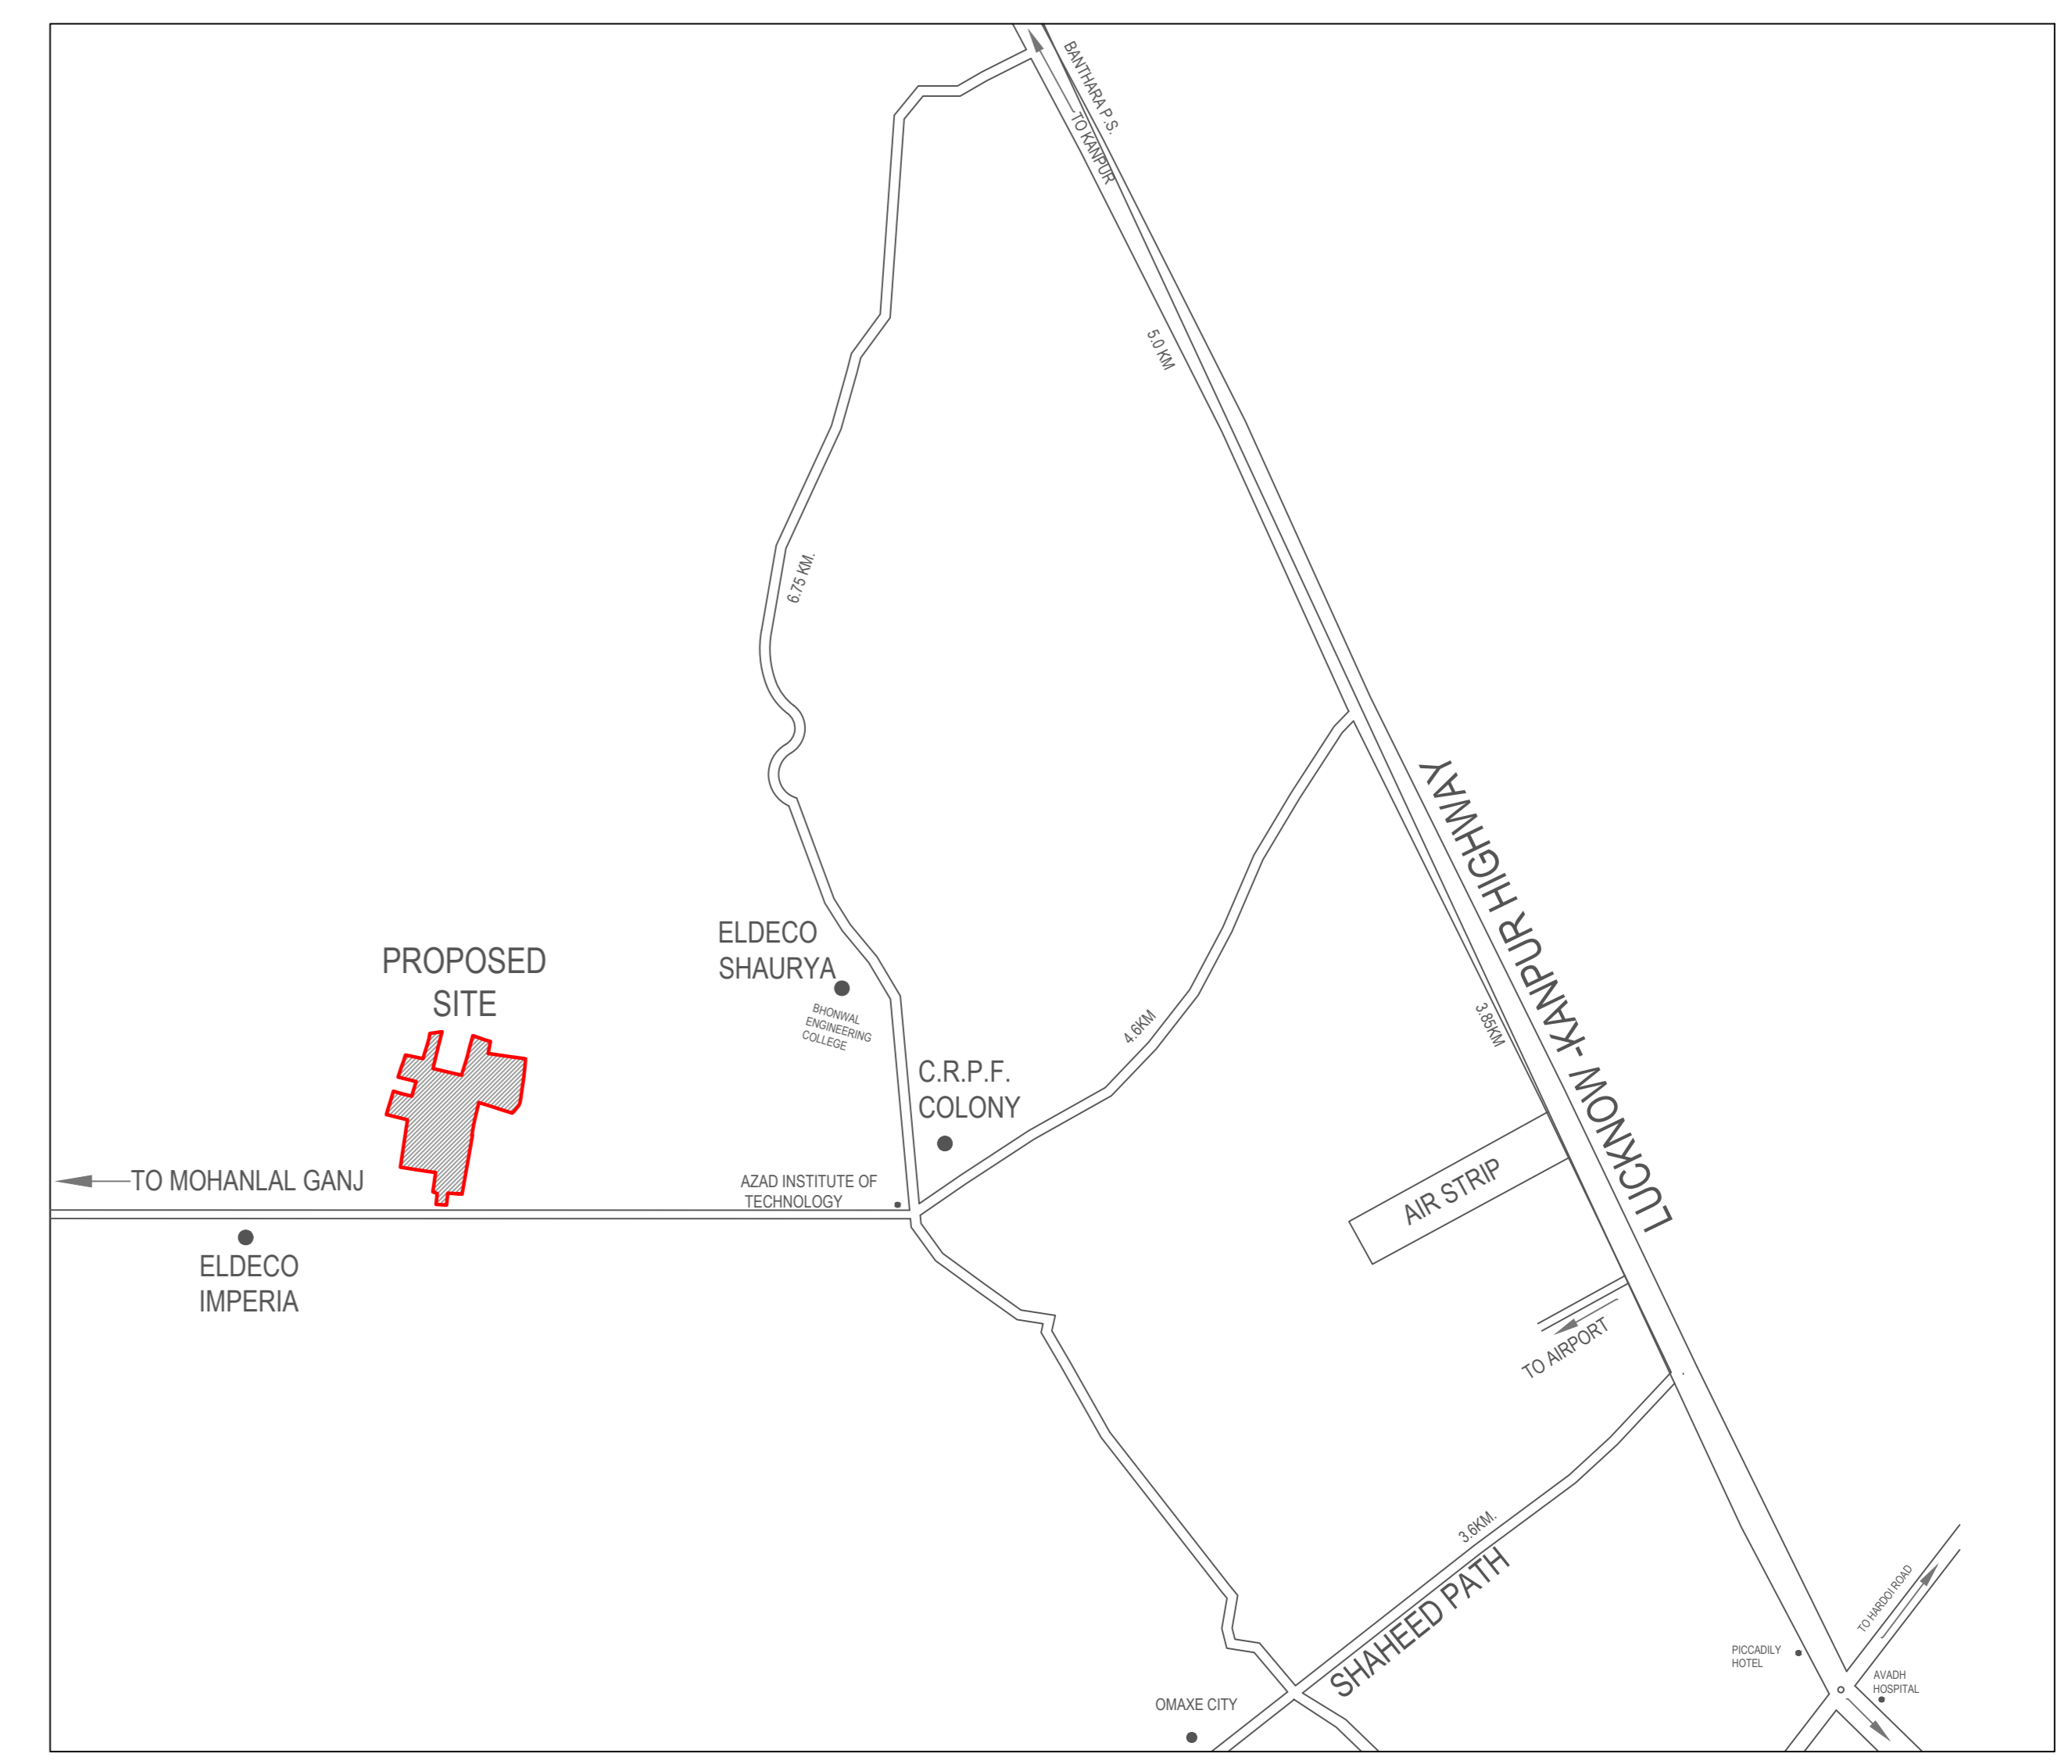 BANTHARA P.S.
TO KANPUR
5.0 KM
6.75 KM.
LUCKNOW -KANPUR HIGHWAY
ELDECO
SHAURYA
BHONWAL
ENGINEERING
COLLEGE
PROPOSED
SITE
4.6KM
3.85KM
C.R.P.F.
COLONY
TO MOHANLAL GANJ
AZAD INSTITUTE OF
TECHNOLOGY
AIR STRIP
ELDECO
IMPERIA
TO AIRPORT
3.6KM.
SHAHEED PATH
TO HARDOI ROAD
PICCADILY
HOTEL
AVADH
HOSPITAL
OMAXE CITY